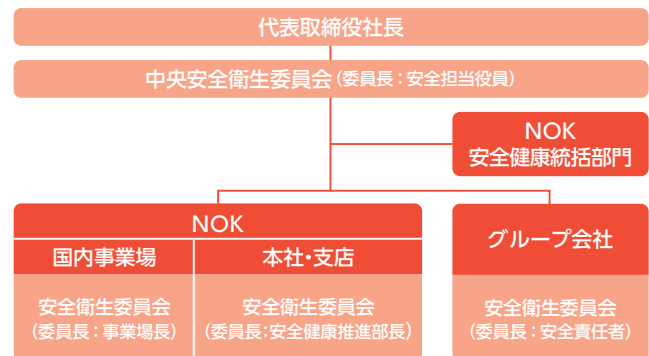 代表取締役社長
中央安全衛生委員会(委員長:安全担当役員)
NOK
安全健康統括部門
NOK
国内事業場
本社・支店
グループ会社
安全衛生委員会
(委員長:事業場長)
安全衛生委員会
(委員長:安全健康推進部長)
安全衛生委員会
(委員長:安全責任者)